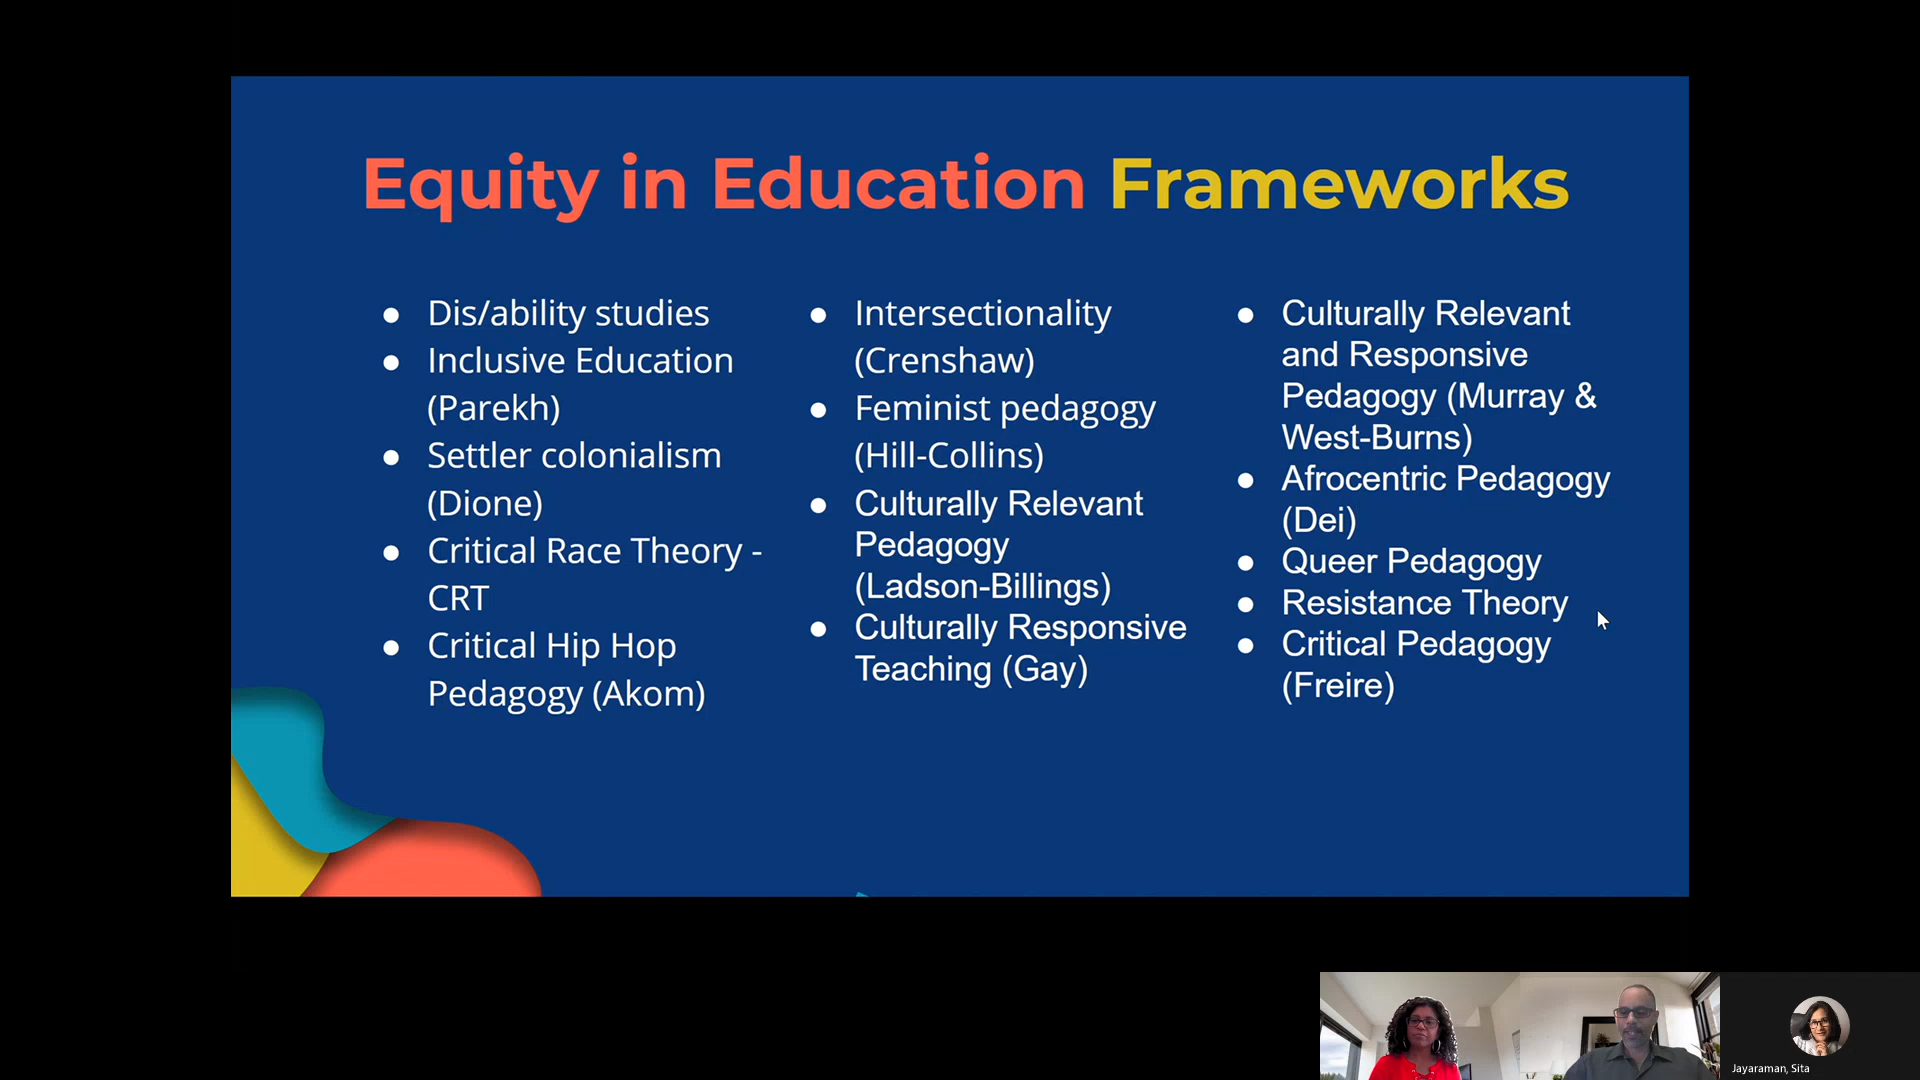 Equity in Education Frameworks
● Dis/ability studies
● Inclusive Education
(Parekh)
● Settler colonialism
(Dione)
● Critical Race Theory -
CRT
● Critical Hip Hop
Pedagogy (Akom)
● Intersectionality
(Crenshaw)
● Feminist pedagogy
(Hill-Collins)
● Culturally Relevant
Pedagogy
(Ladson-Billings)
● Culturally Responsive
Teaching (Gay)
● Culturally Relevant
and Responsive
Pedagogy (Murray &
West-Burns)
● Afrocentric Pedagogy
(Dei)
● Queer Pedagogy
● Resistance Theory
● Critical Pedagogy
(Freire)
Jayaraman, Sita